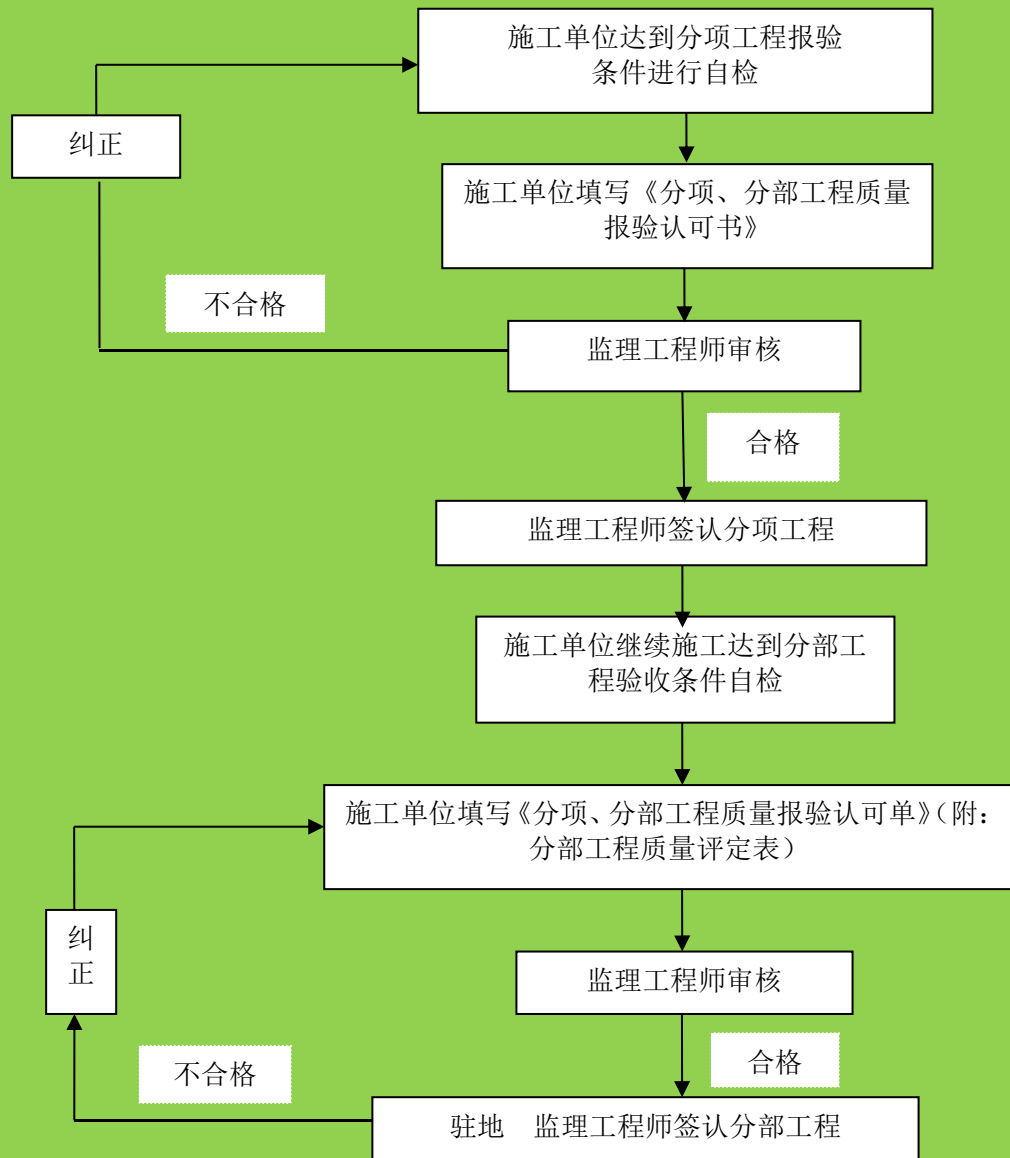 施工单位达到分项工程报验
条件进行自检
纠正
施工单位填写《分项、分部工程质量
报验认可书》
不合格
监理工程师审核
合格
监理工程师签认分项工程
施工单位继续施工达到分部工
程验收条件自检
施工单位填写《分项、分部工程质量报验认可单》（附：
分部工程质量评定表）
纠
正
监理工程师审核
合格
不合格
驻地　监理工程师签认分部工程